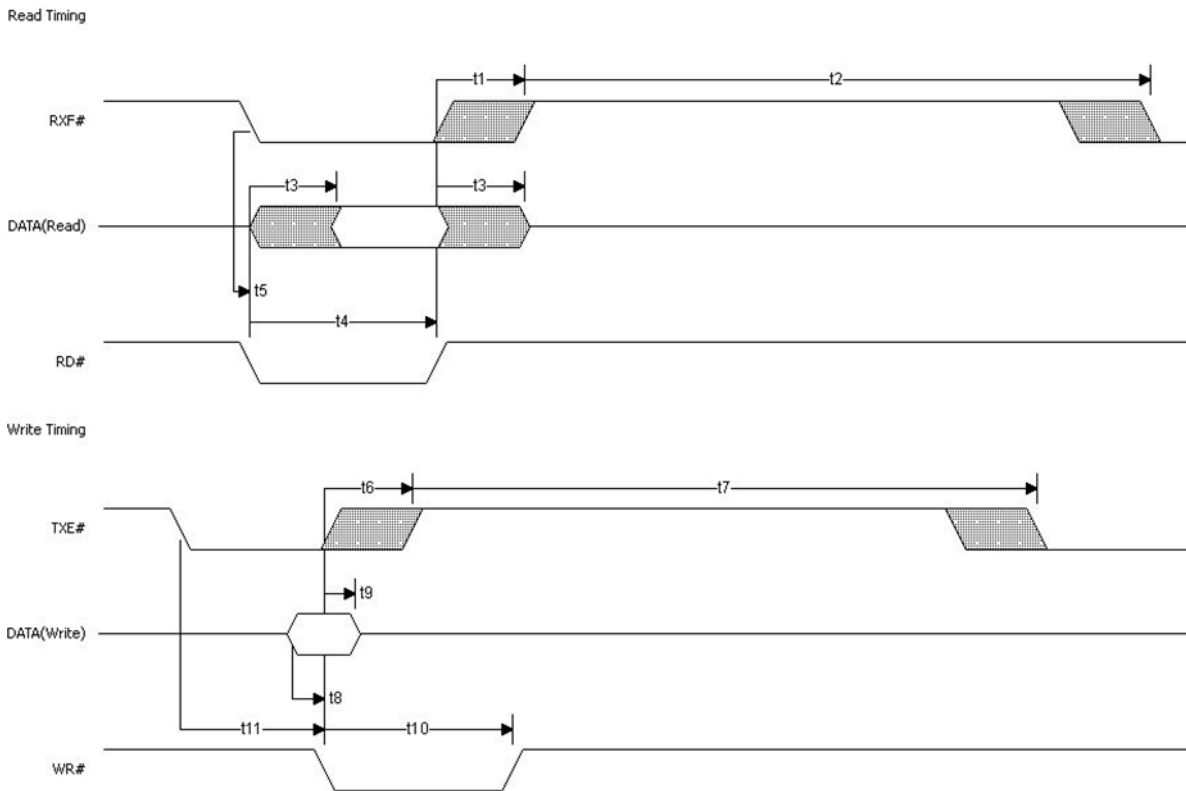 Read Timing
t1
t2
RXF#
t3
t3
DATA(Read)
t5
t4
RD#
Write Timing
t6
t7
TXE#
t9
DATA(Write)
t8
t11
t10
WR#